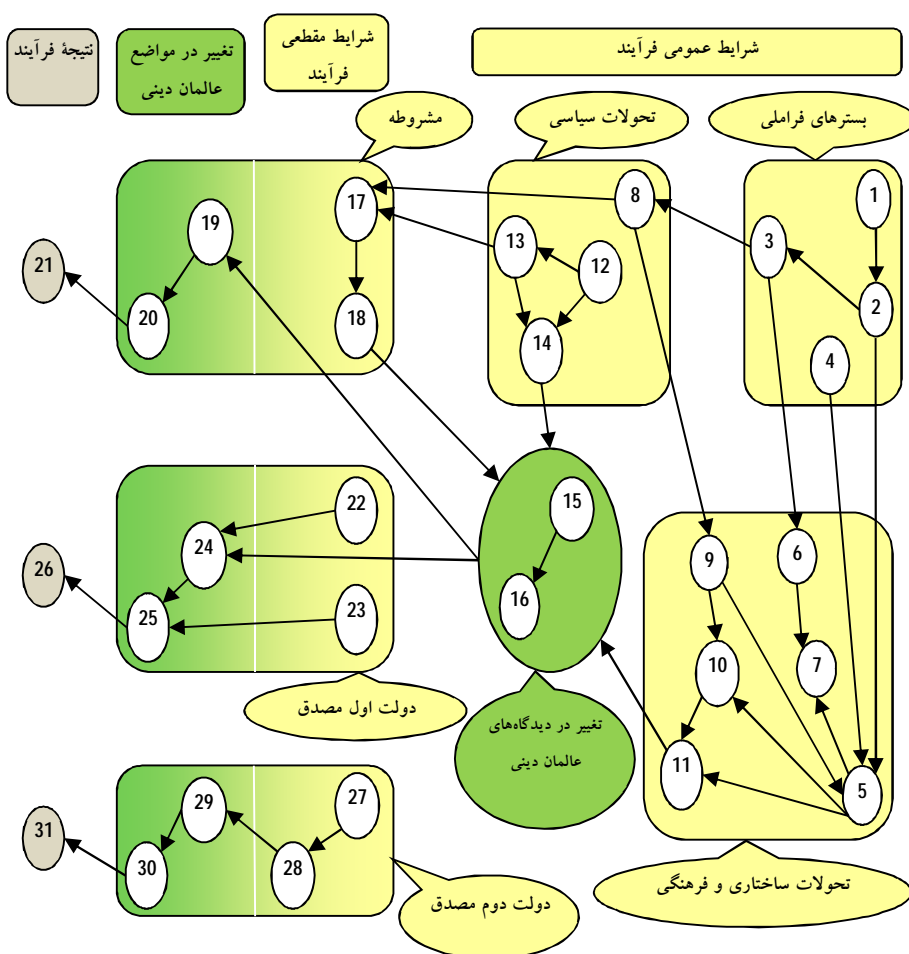 شرایط عمومی فرآیند
شرایط مقطعی
فرآیند
تغییر در مواضع
عالمان دینی
نتیجۀ فرآیند
بسترهای فراملی
تحولات سیاسی
مشروطه
1
2
3
4
8
12
13
14
17
18
19
20
21
15
16
22
23
24
25
26
6
9
7
10
11
5
دولت اول مصدق
تغییر در دیدگاه‌های
عالمان دینی
27
28
29
30
31
تحولات ساختاری و فرهنگی
دولت دوم مصدق